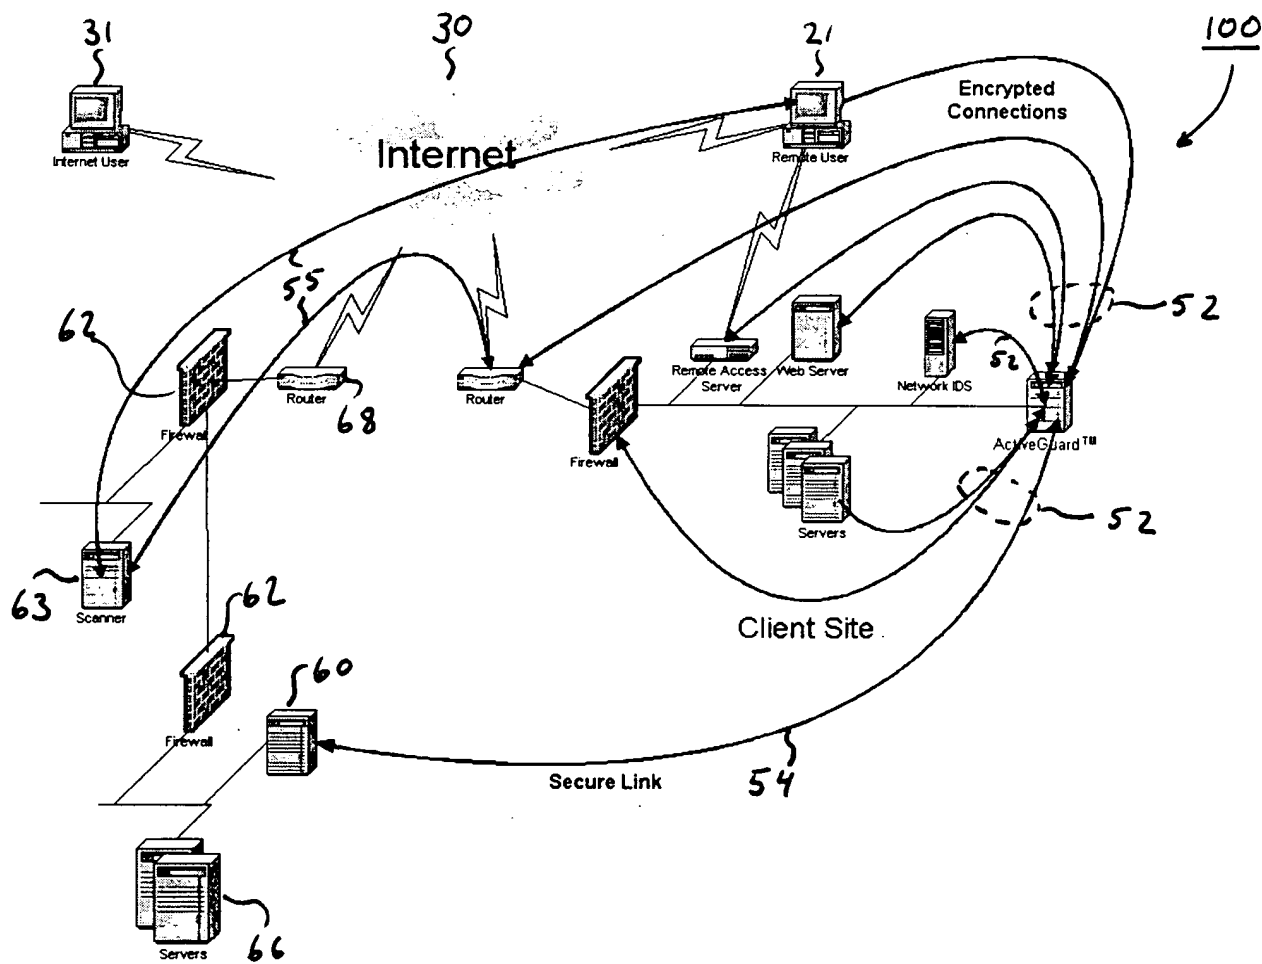 31
30
21
100
Encrypted
Connections
Internet
Internet User
Remote User
55
62
52
Firewall
Router
68
Router
Remote Access
Server
Web Server
52
Network IDS
ActiveGuard™
Firewall
Servers
52
63
Scanner
62
Client Site
60
Firewall
Secure Link
54
Servers
66